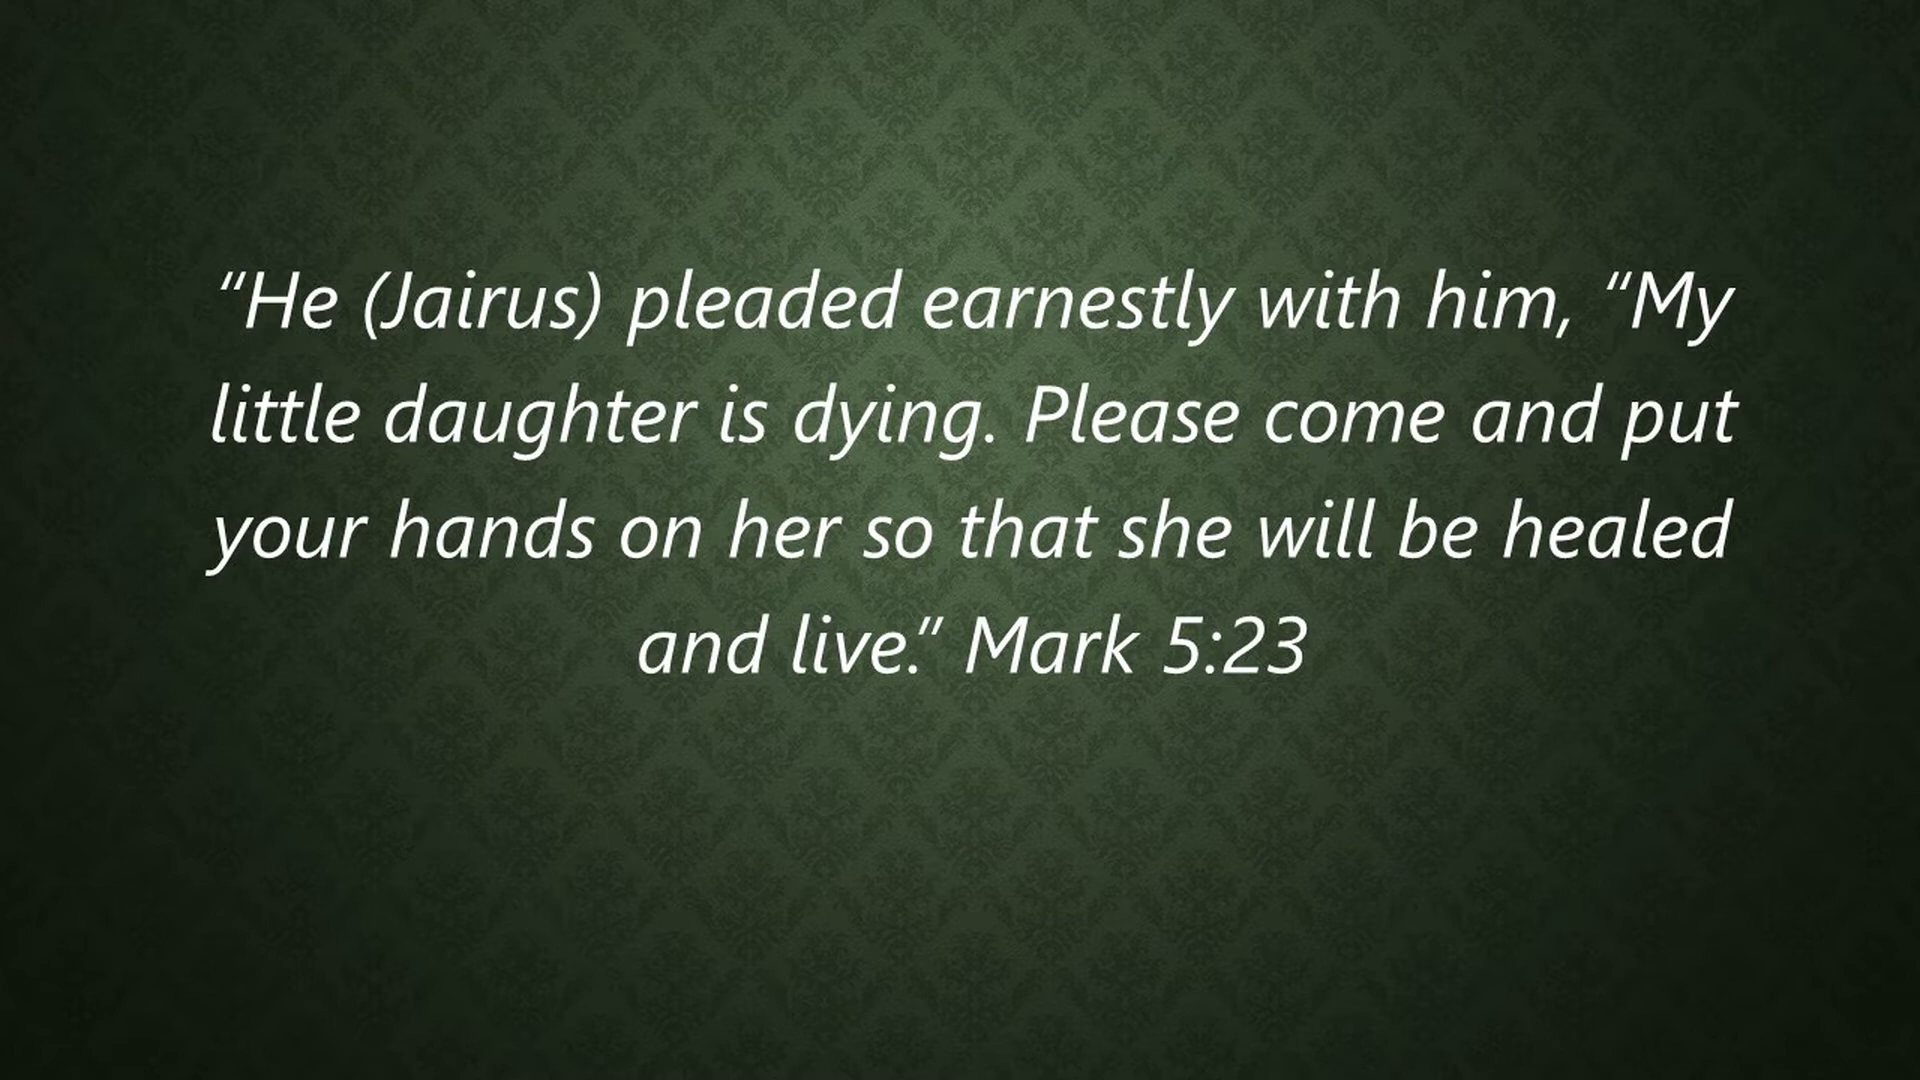 “He (Jairus) pleaded earnestly with him, “My
little daughter is dying. Please come and put
your hands on her so that she will be healed
and live.” Mark 5:23